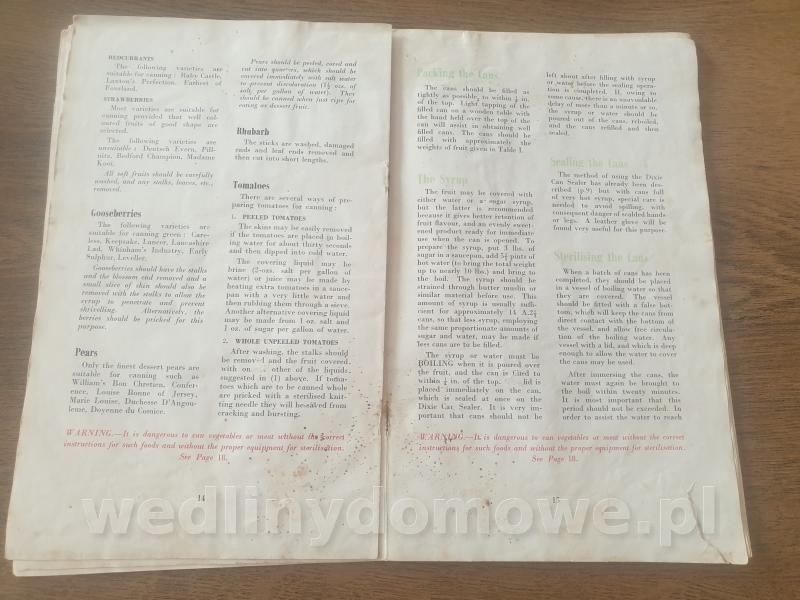 REDCURRANTS
The following varieties are
suitable for canning : Raby Castle,
Laxton's Perfection. Earliest of
Fourland.
STRAWBERRIES
Most varieties are suitable for
canning provided that well col-
oured fruits of good shape are
selected.
The following varieties are
unsuitable : Deutsch Evern, Pill-
nitz, Bedford Champion, Madame
Kooi.
All soft fruits should be carefully
washed, and any stalks, leaves, etc.,
removed.
Gooseberries
The following varieties are
suitable for canning green : Care-
less, Keepsake, Lancer, Lancashire
Lad, Whinham's Industry, Early
Sulphur, Leveller.
Gooseberries should have the stalks
and the blossom end removed and a
small slice of skin should also be
removed with the stalks to allow the
syrup to penetrate and prevent
shrivelling. Alternatively, the
berries should be pricked for this
purpose.
Pears
Only the finest dessert pears are
suitable for canning such as
William's Bon Chretien, Confer-
ence, Louise Bonne of Jersey,
Marie Louise, Duchesse D'Angou-
leme, Doyenne du Comice.
Pears should be peeled, cored and
cut into quarters, which should be
covered immediately with salt water
to prevent discoloration (1½ ozs. of
salt per gallon of water). They
should be canned when just ripe for
eating as dessert fruit.
Rhubarb
The sticks are washed, damaged
ends and leaf ends removed and
then cut into short lengths.
Tomatoes
There are several ways of pre-
paring tomatoes for canning :
1. PEELED TOMATOES
The skins may be easily removed
if the tomatoes are placed in boil-
ing water for about thirty seconds
and then dipped into cold water.
The covering liquid may be
brine (2-ozs. salt per gallon of
water) or juice may be made by
heating extra tomatoes in a sauce-
pan with a very little water and
then rubbing them through a sieve.
Another alternative covering liquid
may be made from 1 oz. salt and
1 oz. of sugar per gallon of water.
2. WHOLE UNPEELED TOMATOES
After washing, the stalks should
be removed and the fruit covered
with on of the liquids
suggested in (1) above. If toma-
toes which are to be canned whole
are pricked with a sterilised knit-
ting needle they will be saved from
cracking and bursting.
WARNING.—It is dangerous to can vegetables or meat without the correct
instructions for such foods and without the proper equipment for sterilisation.
See Page 18.
14
Packing the Cans
The cans should be filled as
tightly as possible, to within ¼ in.
of the top. Light tapping of the
filled can on a wooden table with
the hand held over the top of the
can will assist in obtaining well
filled cans. The cans should be
filled with approximately the
weights of fruit given in Table I.
The Syrup
The fruit may be covered with
either water or a sugar syrup,
but the latter is recommended
because it gives better retention of
fruit flavour, and an evenly sweet-
ened product ready for immediate
use when the can is opened. To
prepare the syrup, put 3 lbs. of
sugar in a saucepan, and 5½ pints of
hot water (to bring the total weight
up to nearly 10 lbs.) and bring to
the boil. The syrup should be
strained through butter muslin or
similar material before use. This
amount of syrup is usually suffi-
cient for approximately 14 A.2½
cans, so that less syrup, employing
the same proportionate amounts of
sugar and water, may be made if
less cans are to be filled.
The syrup or water must be
BOILING when it is poured over
the fruit, and the can is filled to
within ¼ in. of the top. lid is
placed immediately on the can,
which is sealed at once on the
Dixie Can Sealer. It is very im-
portant that cans should not be
left about after filling with syrup
or water before the sealing opera-
tion is completed. If, owing to
some cause, there is an unavoidable
delay of more than a minute or so,
the syrup or water should be
poured out of the cans, reboiled,
and the cans refilled and then
sealed.
Sealing the Cans
The method of using the Dixie
Can Sealer has already been des-
cribed (p.9) but with cans full
of very hot syrup, special care is
needed to avoid spilling, with
consequent danger of scalded hands
or legs. A leather glove will be
found very useful for this purpose.
Sterilising the Cans
When a batch of cans has been
completed, they should be placed
in a vessel of boiling water so that
they are covered. The vessel
should be fitted with a false bot-
tom, which will keep the cans from
direct contact with the bottom of
the vessel, and allow free circula-
tion of the boiling water. Any
vessel with a lid, and which is deep
enough to allow the water to cover
the cans may be used.
After immersing the cans, the
water must again be brought to
the boil within twenty minutes.
It is most important that this
period should not be exceeded. In
order to assist the water to reach
WARNING.—It is dangerous to can vegetables or meat without the correct
instructions for such foods and without the proper equipment for sterilisation.
See Page 18.
15
wedlinydomowe.pl